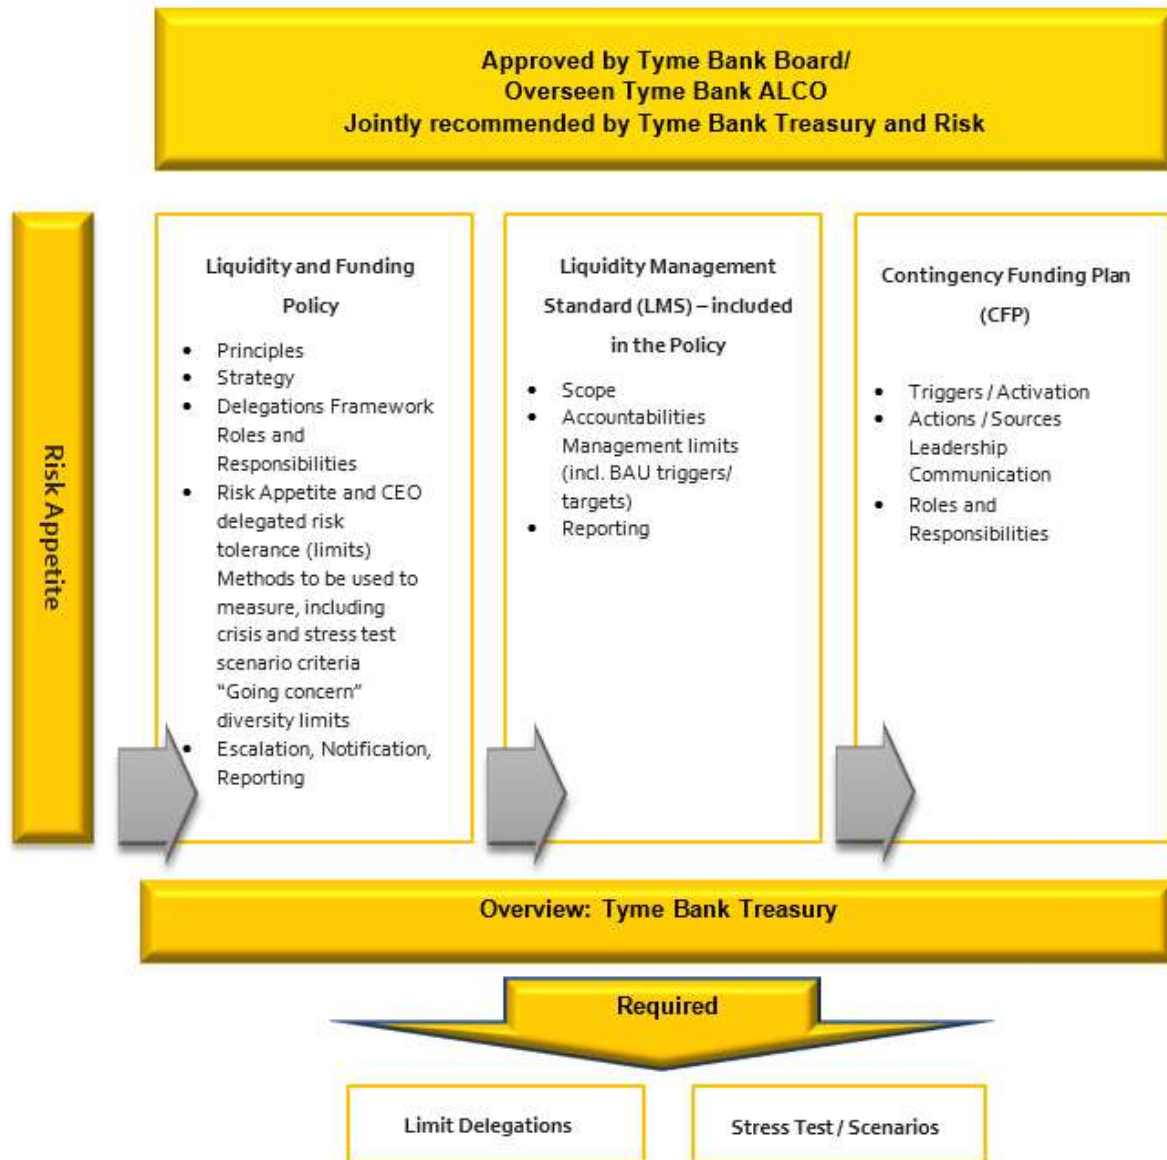 Approved by Tyme Bank Board/
Overseen Tyme Bank ALCO
Jointly recommended by Tyme Bank Treasury and Risk
Risk Appetite
Liquidity and Funding
Policy
• Principles
• Strategy
• Delegations Framework
Roles and
Responsibilities
• Risk Appetite and CEO
delegated risk
tolerance (limits)
Methods to be used to
measure, including
crisis and stress test
scenario criteria
“Going concern”
diversity limits
• Escalation, Notification,
Reporting
Liquidity Management
Standard (LMS) – included
in the Policy
• Scope
• Accountabilities
Management limits
(incl. BAU triggers/
targets)
• Reporting
Contingency Funding Plan
(CFP)
• Triggers / Activation
• Actions / Sources
Leadership
Communication
• Roles and
Responsibilities
Overview: Tyme Bank Treasury
Required
Limit Delegations
Stress Test / Scenarios